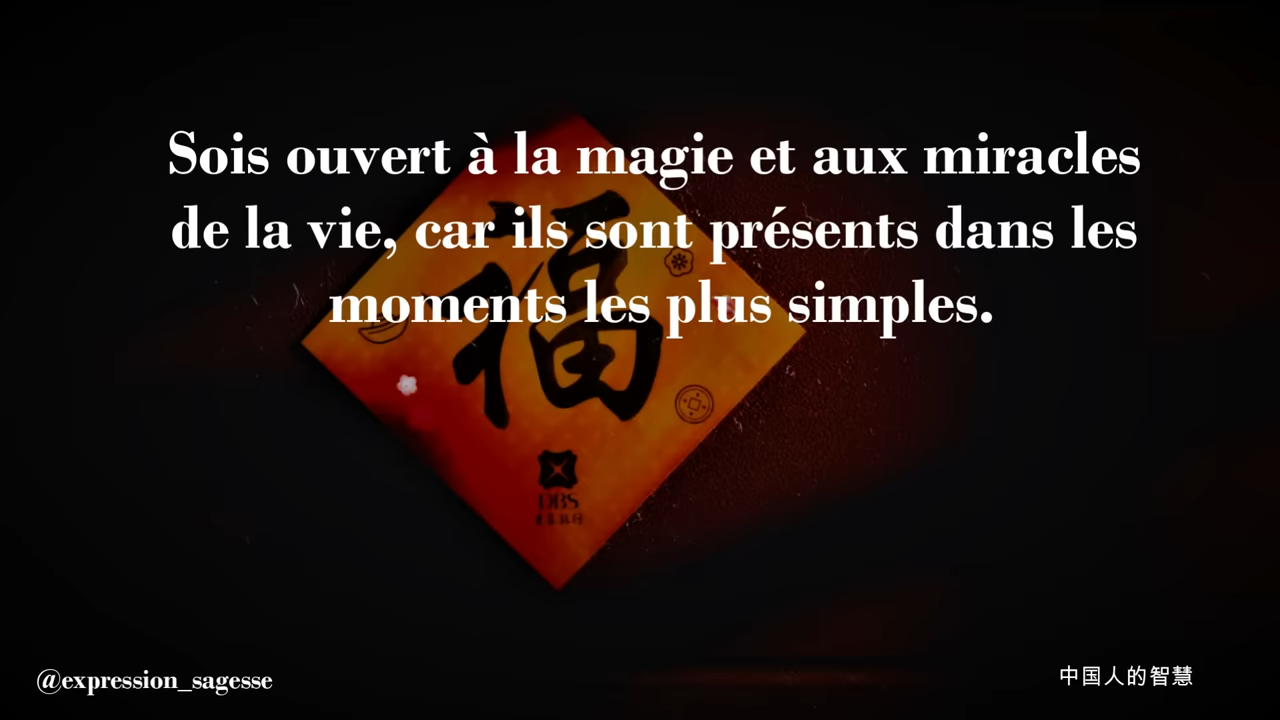 Sois ouvert à la magie et aux miracles
de la vie, car ils sont présents dans les
moments les plus simples.
福
DBS
@expression_sagesse
中国人的智慧